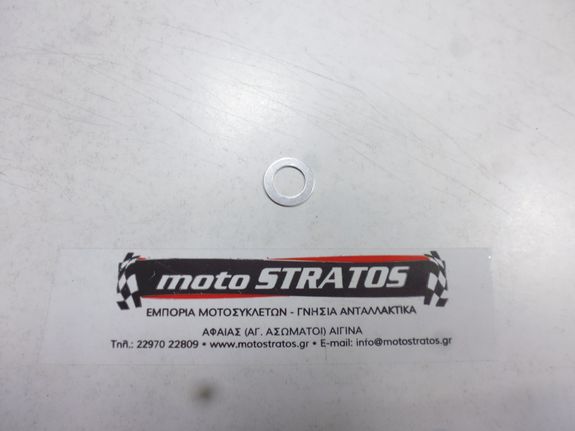 moto STRATOS
ΕΜΠΟΡΙΑ ΜΟΤΟΣΥΚΛΕΤΩΝ - ΓΝΗΣΙΑ ΑΝΤΑΛΛΑΚΤΙΚΑ
ΑΦΑΙΑΣ (ΑΓ. ΑΣΩΜΑΤΟΙ) ΑΙΓΙΝΑ
Τηλ.: 22970 22809 • www.motostratos.gr • E-mail: info@motostratos.gr